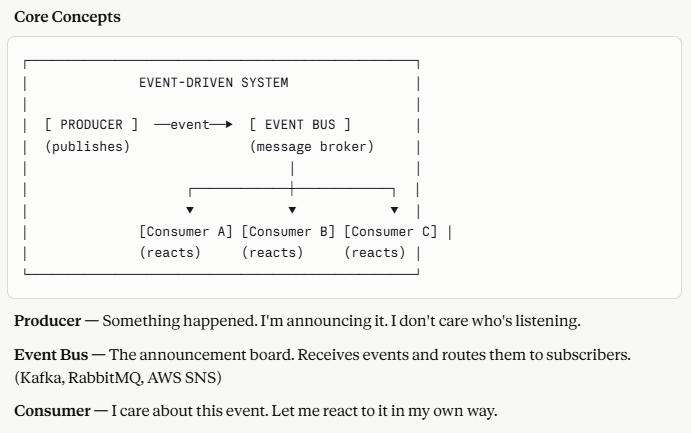 Core Concepts
EVENT-DRIVEN SYSTEM
[ PRODUCER ] ──event──► [ EVENT BUS ]
(publishes) (message broker)
[Consumer A] [Consumer B] [Consumer C]
(reacts) (reacts) (reacts)
Producer — Something happened. I'm announcing it. I don't care who's listening.
Event Bus — The announcement board. Receives events and routes them to subscribers.
(Kafka, RabbitMQ, AWS SNS)
Consumer — I care about this event. Let me react to it in my own way.